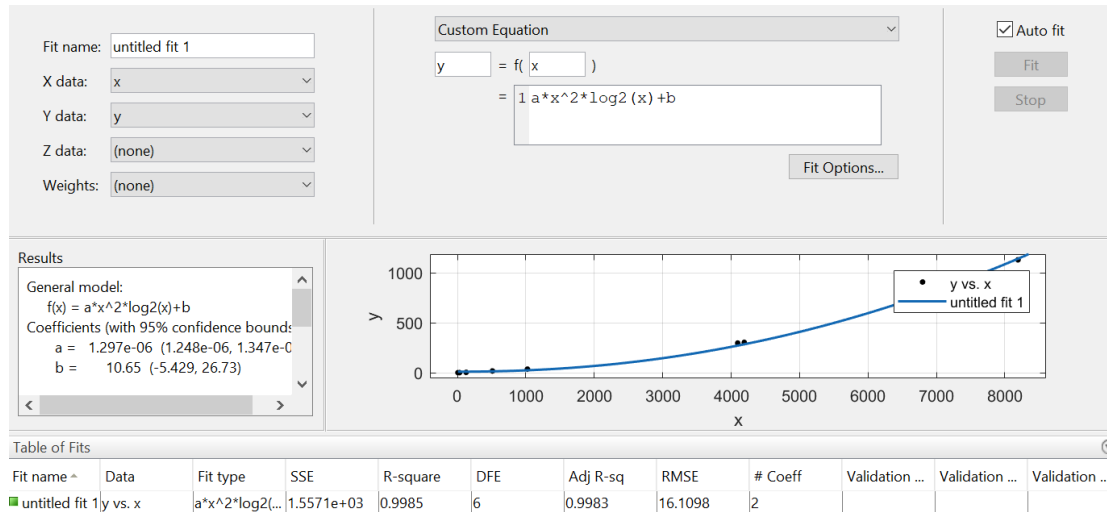 Fit name: untitled fit 1
X data: x
Y data: y
Z data: (none)
Weights: (none)
Custom Equation
y = f( x )
= 1 a*x^2*log2(x)+b
Fit Options...
Auto fit
Fit
Stop
Results
General model:
f(x) = a*x^2*log2(x)+b
Coefficients (with 95% confidence bounds
a = 1.297e-06 (1.248e-06, 1.347e-0
b = 10.65 (-5.429, 26.73)
1000
500
0
y
0 1000 2000 3000 4000 5000 6000 7000 8000
x
y vs. x
untitled fit 1
Table of Fits
Fit name Data Fit type SSE R-square DFE Adj R-sq RMSE # Coeff Validation ... Validation ... Validation ...
untitled fit 1 y vs. x a*x^2*log2(... 1.5571e+03 0.9985 6 0.9983 16.1098 2